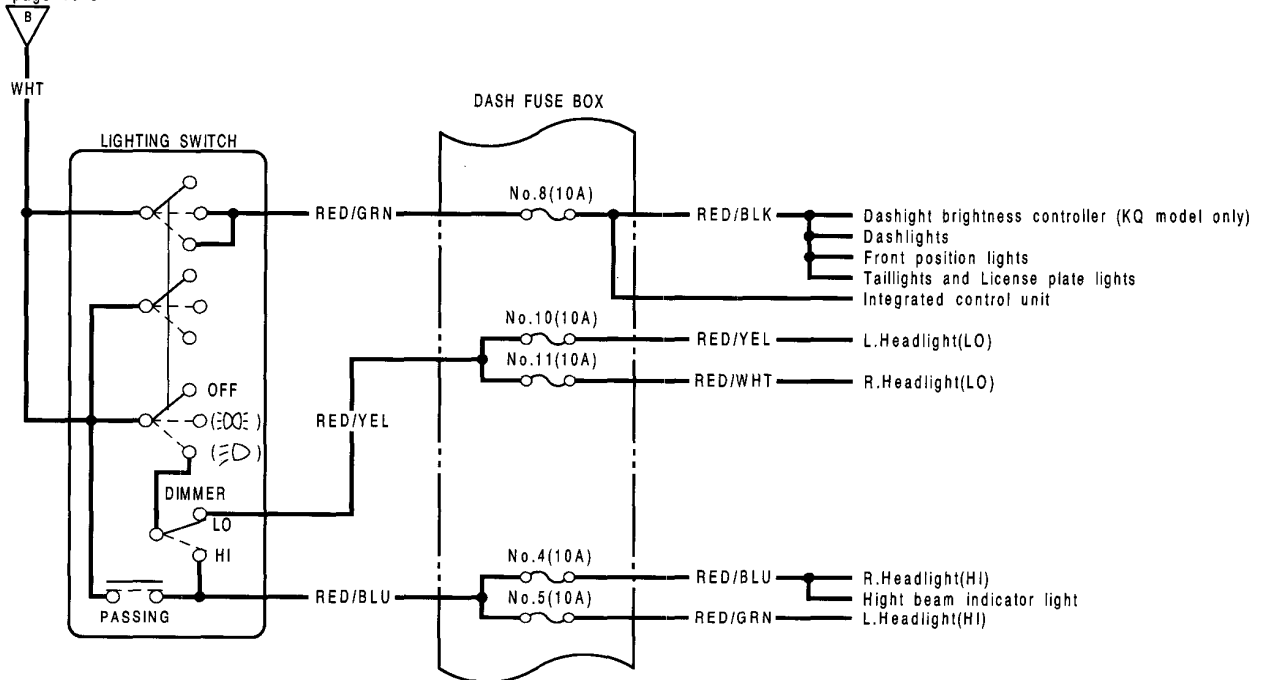 B
WHT
DASH FUSE BOX
LIGHTING SWITCH
No.8(10A)
RED/GRN
RED/BLK
Dashight brightness controller (KQ model only)
Dashlights
Front position lights
Taillights and License plate lights
Integrated control unit
No.10(10A)
RED/YEL
L.Headlight(LO)
No.11(10A)
RED/WHT
R.Headlight(LO)
OFF
RED/YEL
DIMMER
LO
HI
No.4(10A)
RED/BLU
R.Headlight(HI)
Hight beam indicator light
RED/BLU
No.5(10A)
RED/GRN
L.Headlight(HI)
PASSING